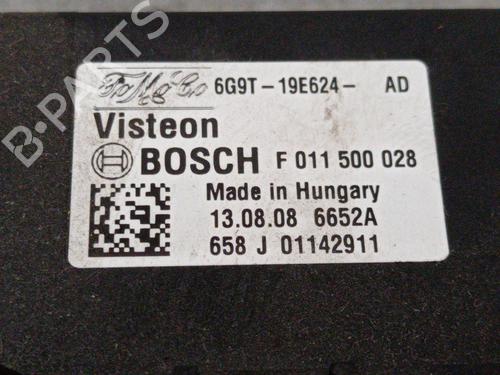 FoMoCo 6G9T-19E624- AD
Visteon
BOSCH F 011 500 028
Made in Hungary
13.08.08 6652A
658 J 01142911
B-PARTS